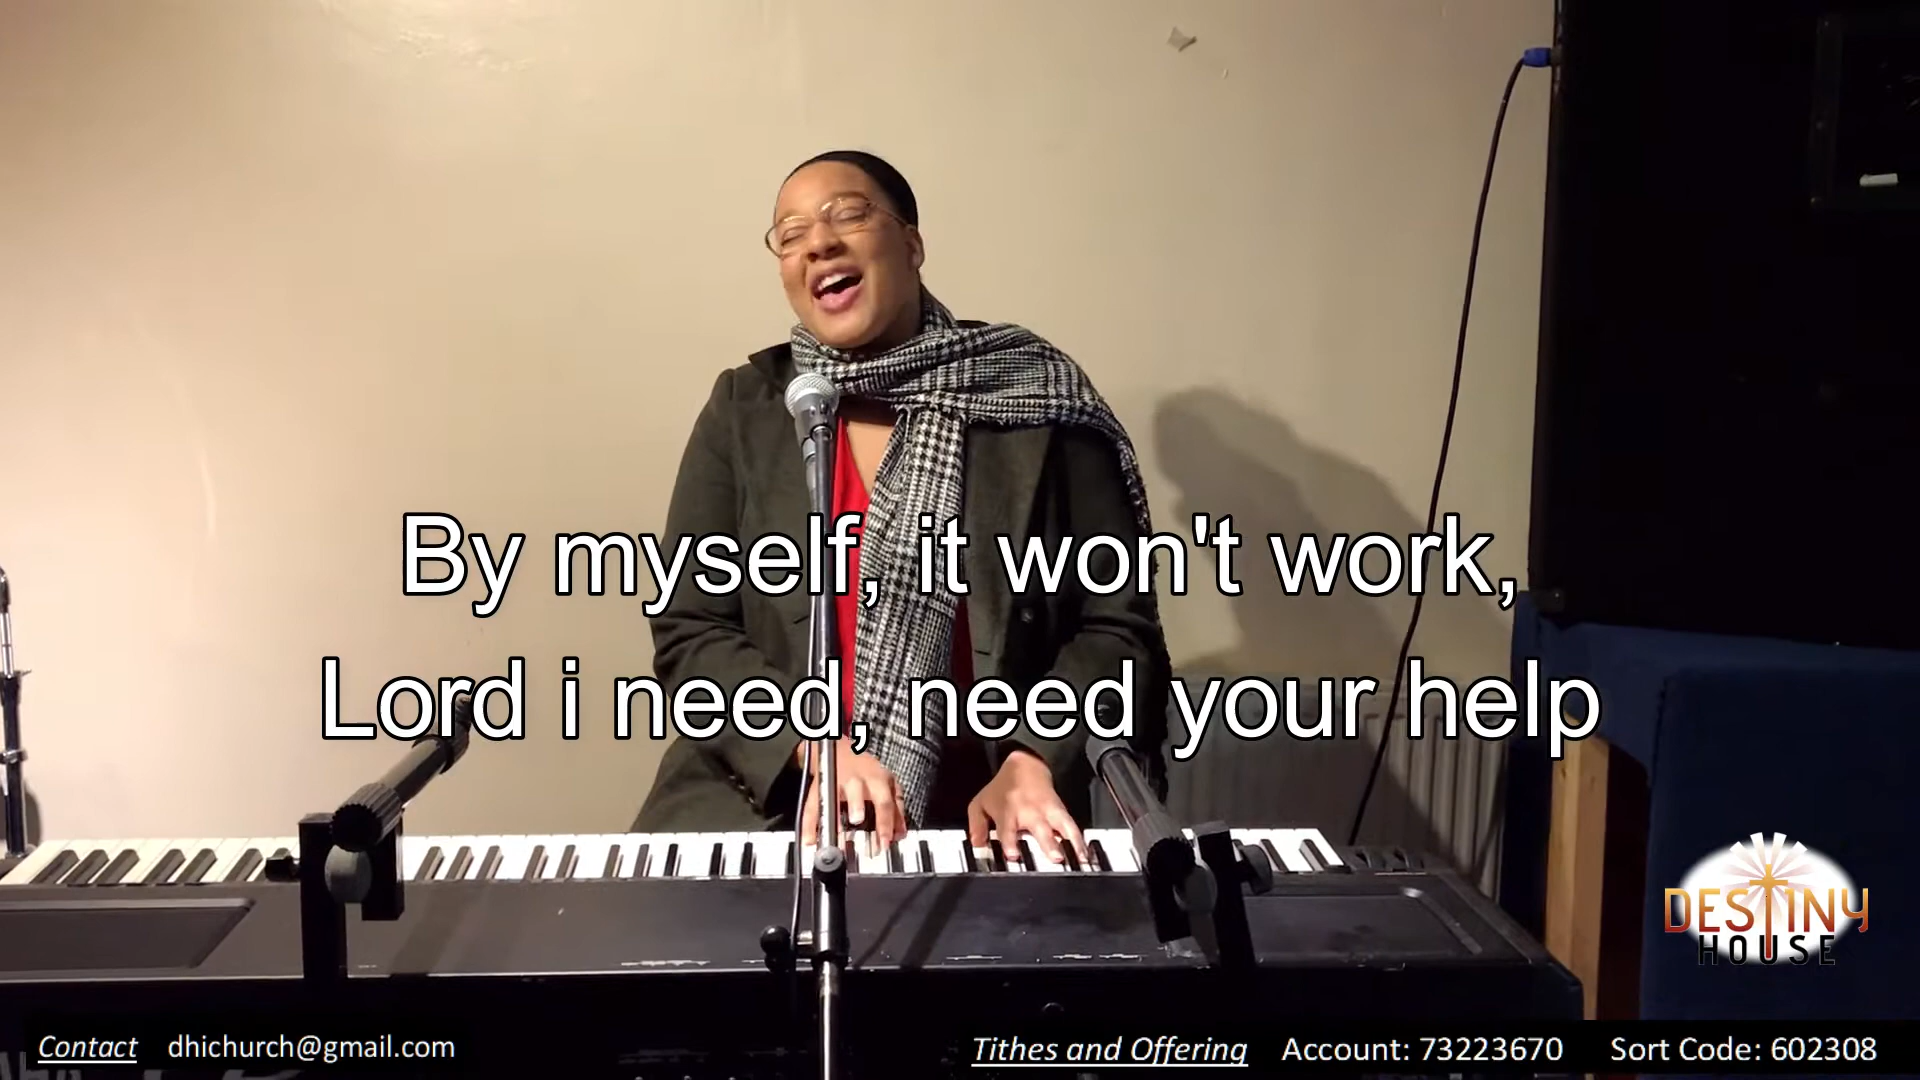 By myself, it won't work,
Lord i need, need your help
DESTINY
HOUSE
Contact dhichurch@gmail.com
Tithes and Offering Account: 73223670 Sort Code: 602308